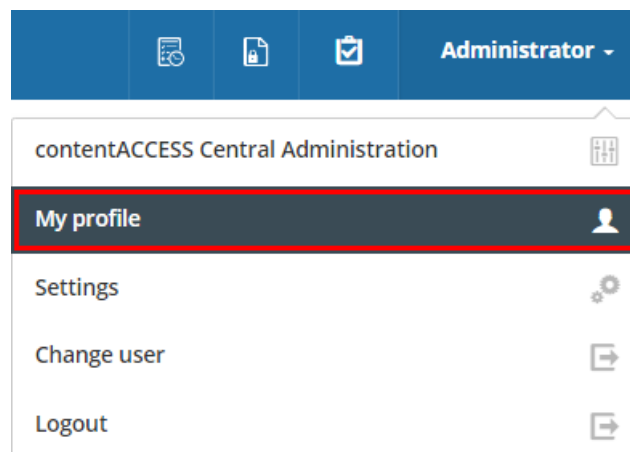 Administrator
contentACCESS Central Administration
My profile
Settings
Change user
Logout